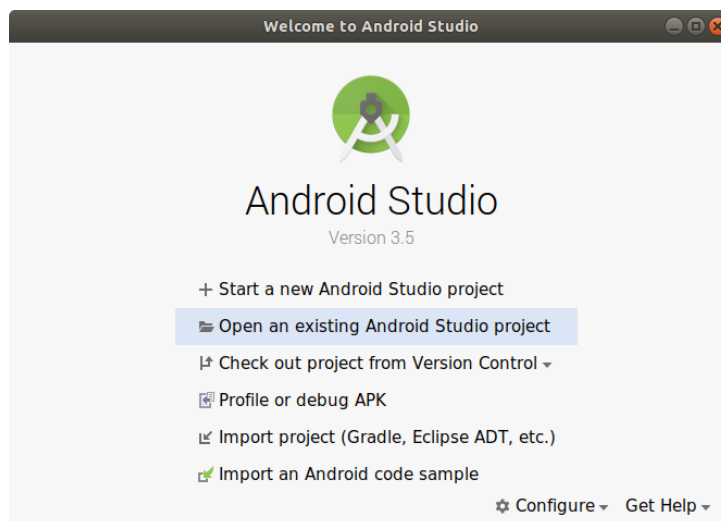 Welcome to Android Studio
Android Studio
Version 3.5
Start a new Android Studio project
Open an existing Android Studio project
Check out project from Version Control
Profile or debug APK
Import project (Gradle, Eclipse ADT, etc.)
Import an Android code sample
Configure Get Help